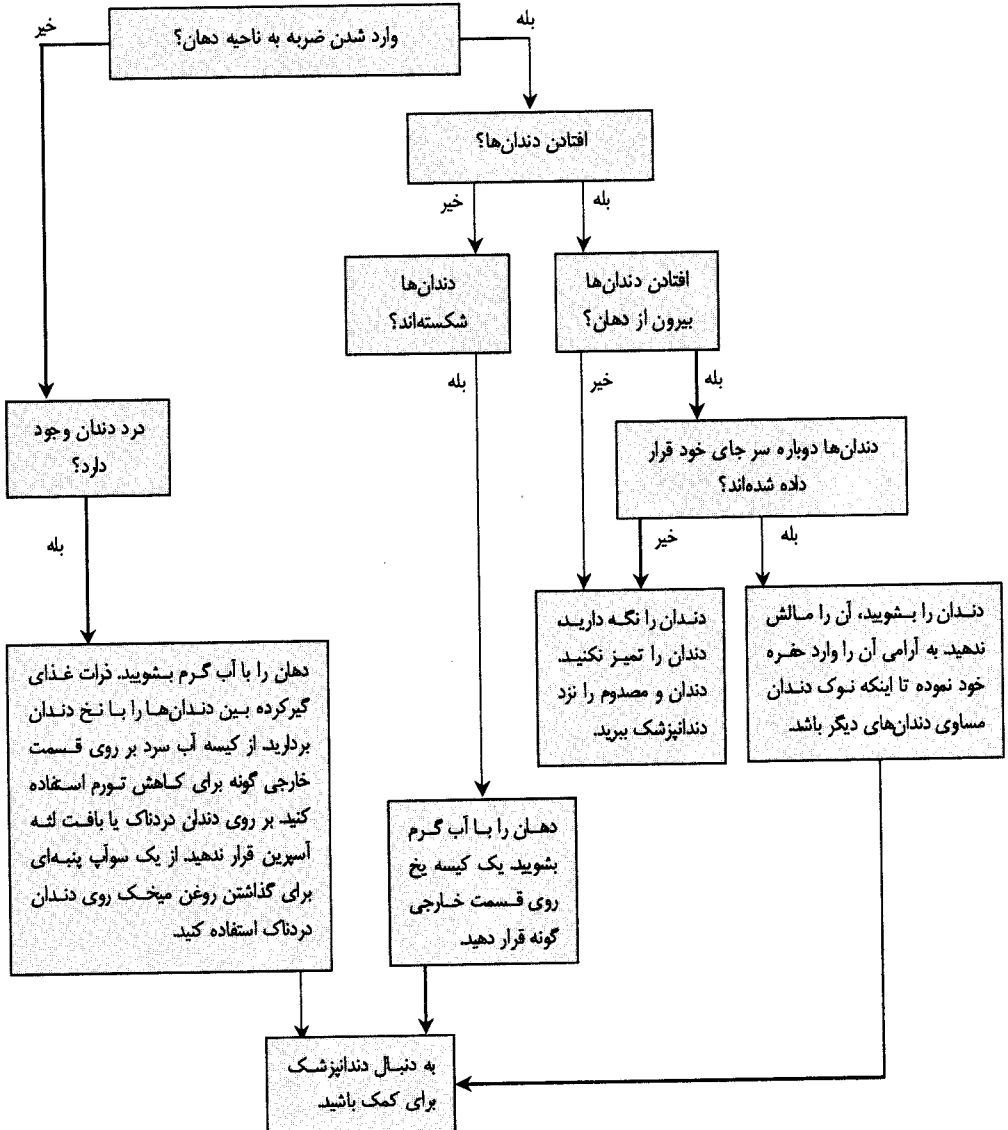 وارد شدن ضربه به ناحیه دهان؟
بله
خیر
افتادن دندان‌ها؟
بله
خیر
افتادن دندان‌ها
بیرون از دهان؟
دندان‌ها
شکسته‌اند؟
بله
خیر
بله
درد دندان وجود
دارد؟
دندان‌ها دوباره سر جای خود قرار
داده شده‌اند؟
بله
خیر
بله
دندان را بشویید، آن را مالش
ندهید. به آرامی آن را وارد حفره
خود نموده تا اینکه نوک دندان
مساوی دندان‌های دیگر باشد.
دندان را نگه دارید،
دندان را تمیز نکنید.
دندان و مصدوم را نزد
دندانپزشک ببرید.
دهان را با آب گرم بشویید. ذرات غذای
گیرکرده بین دندان‌ها را با نخ دندان
بردارید. از کیسه آب سرد بر روی قسمت
خارجی گونه برای کاهش تورم استفاده
کنید. بر روی دندان دردناک یا بافت لثه
آسپرین قرار ندهید. از یک سوآپ پنبه‌ای
برای گذاشتن روغن میخک روی دندان
دردناک استفاده کنید.
دهان را با آب گرم
بشویید. یک کیسه یخ
روی قسمت خارجی
گونه قرار دهید.
به دنبال دندانپزشک
برای کمک باشید.